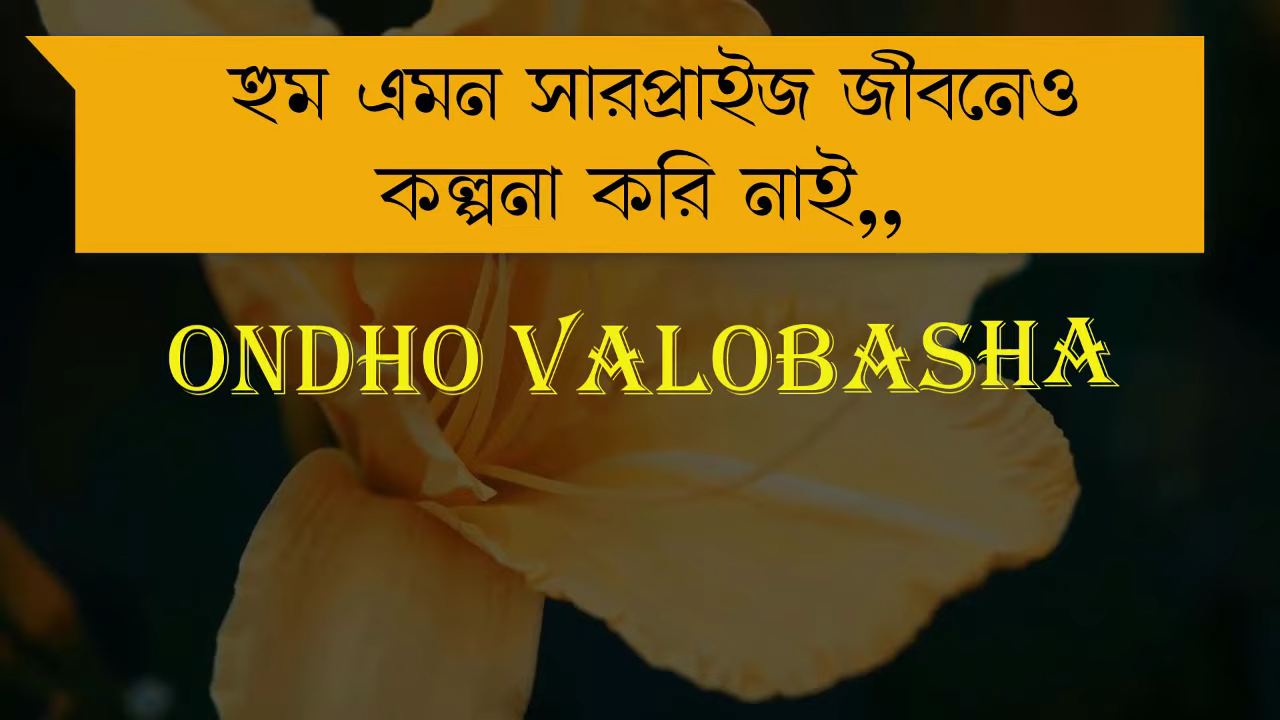 হুম এমন সারপ্রাইজ জীবনেও
কল্পনা করি নাই,,
ONDHO VALOBASHA